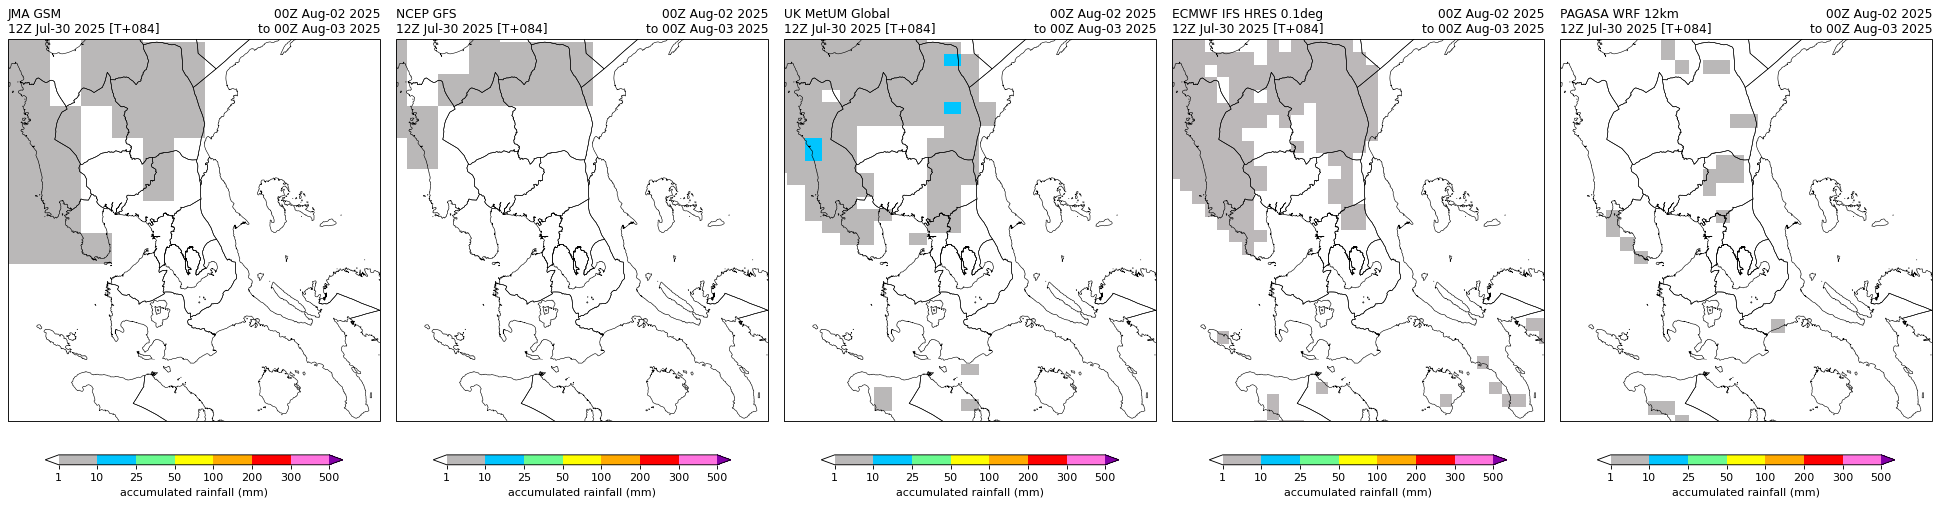 JMA GSM 00Z Aug-02 2025
12Z Jul-30 2025 [T+084] to 00Z Aug-03 2025
NCEP GFS 00Z Aug-02 2025
12Z Jul-30 2025 [T+084] to 00Z Aug-03 2025
UK MetUM Global 00Z Aug-02 2025
12Z Jul-30 2025 [T+084] to 00Z Aug-03 2025
ECMWF IFS HRES 0.1deg 00Z Aug-02 2025
12Z Jul-30 2025 [T+084] to 00Z Aug-03 2025
PAGASA WRF 12km 00Z Aug-02 2025
12Z Jul-30 2025 [T+084] to 00Z Aug-03 2025
1 10 25 50 100 200 300 500
accumulated rainfall (mm)
1 10 25 50 100 200 300 500
accumulated rainfall (mm)
1 10 25 50 100 200 300 500
accumulated rainfall (mm)
1 10 25 50 100 200 300 500
accumulated rainfall (mm)
1 10 25 50 100 200 300 500
accumulated rainfall (mm)